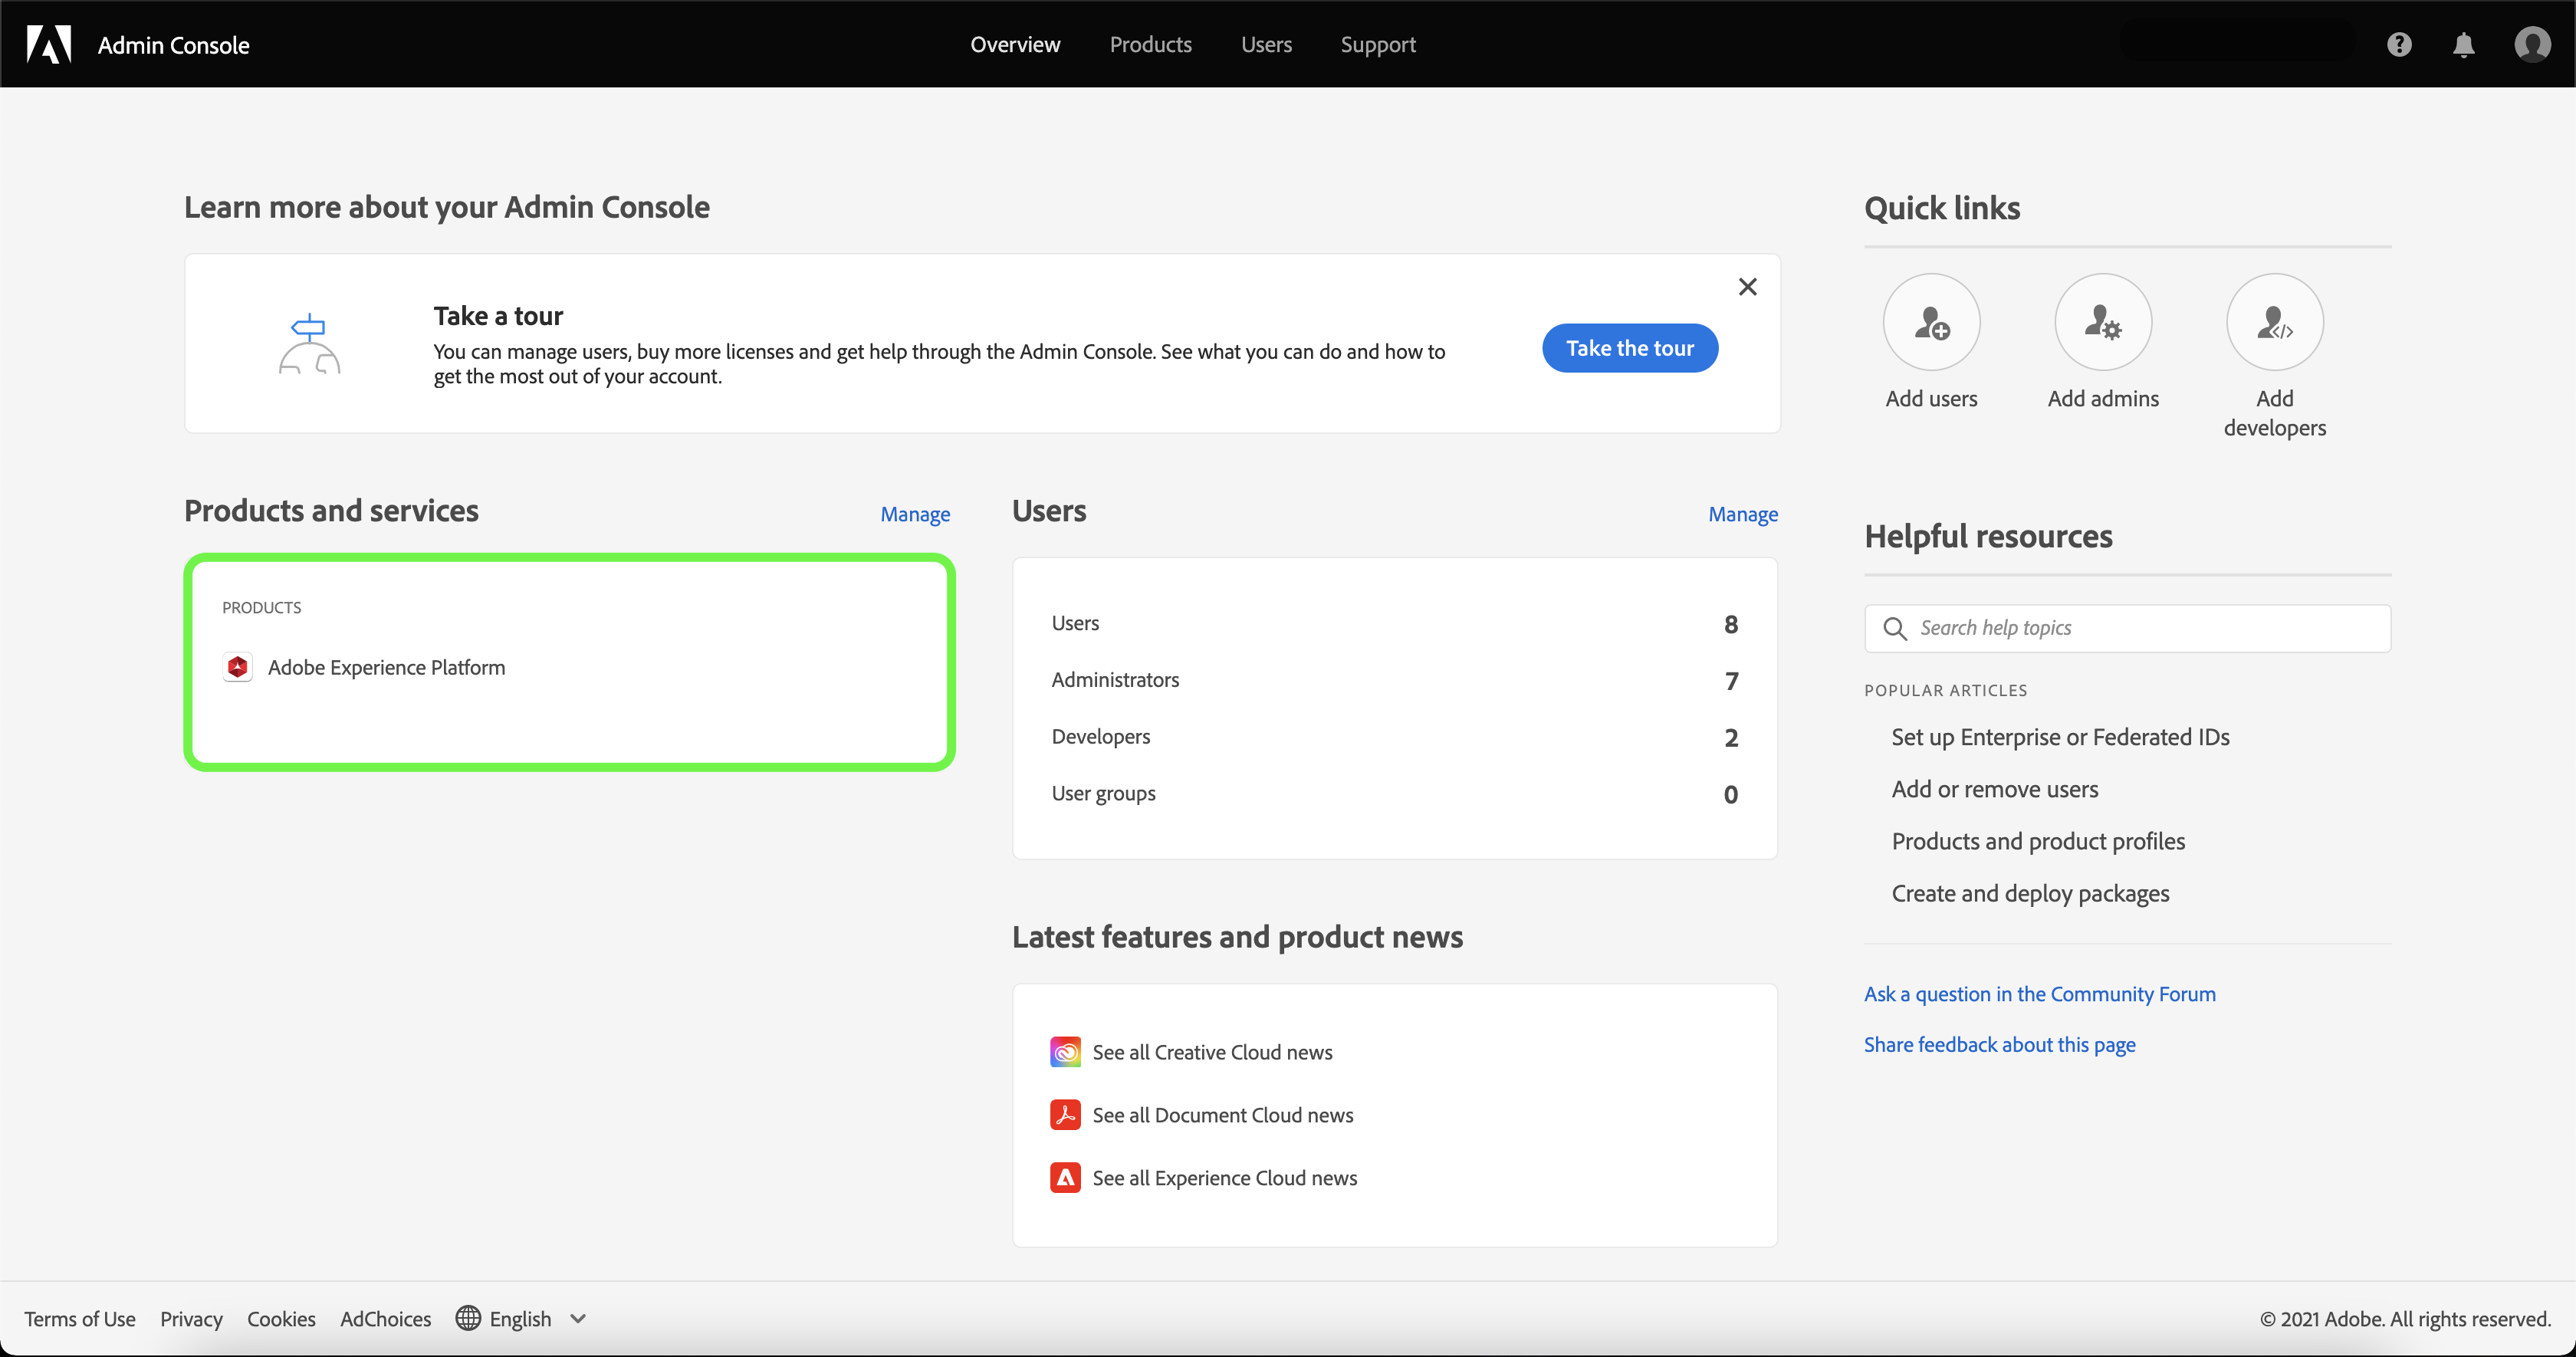 Admin Console
Overview
Products
Users
Support
Learn more about your Admin Console
Take a tour
You can manage users, buy more licenses and get help through the Admin Console. See what you can do and how to
get the most out of your account.
Take the tour
Quick links
Add users
Add admins
Add
developers
Products and services
Manage
PRODUCTS
Adobe Experience Platform
Users
Manage
Users 8
Administrators 7
Developers 2
User groups 0
Latest features and product news
See all Creative Cloud news
See all Document Cloud news
See all Experience Cloud news
Helpful resources
Search help topics
POPULAR ARTICLES
Set up Enterprise or Federated IDs
Add or remove users
Products and product profiles
Create and deploy packages
Ask a question in the Community Forum
Share feedback about this page
Terms of Use
Privacy
Cookies
AdChoices
English
© 2021 Adobe. All rights reserved.